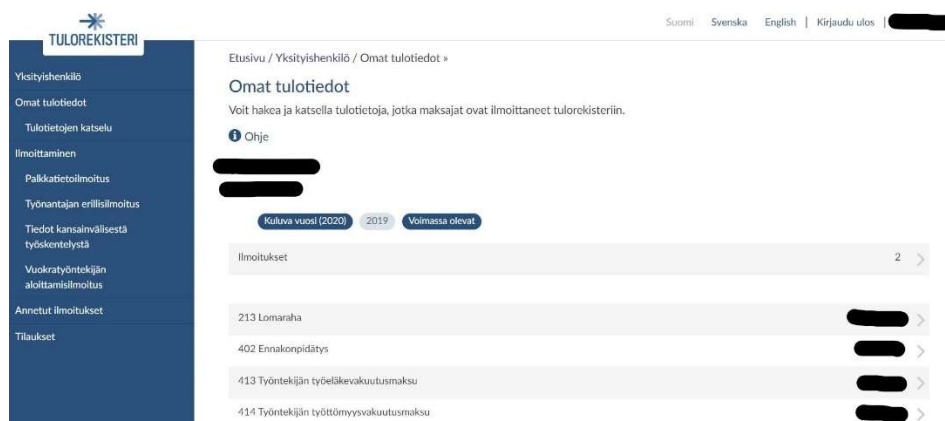 TULOREKISTERI
Suomi Svenska English | Kirjaudu ulos |
Yksityishenkilö
Omat tulotiedot
Tulotietojen katselu
Ilmoittaminen
Palkkatietoilmoitus
Työnantajan erillisilmoitus
Tiedot kansainvälisestä
työskentelystä
Vuokratyöntekijän
aloittamisilmoitus
Annetut ilmoitukset
Tilaukset
Etusivu / Yksityishenkilö / Omat tulotiedot »
Omat tulotiedot
Voit hakea ja katsella tulotietoja, jotka maksajat ovat ilmoittaneet tulorekisteriin.
Ohje
Kuluva vuosi (2020) 2019 Voimassa olevat
Ilmoitukset 2
213 Lomaraha
402 Ennakonpidätys
413 Työntekijän työeläkevakuutusmaksu
414 Työntekijän työttömyysvakuutusmaksu